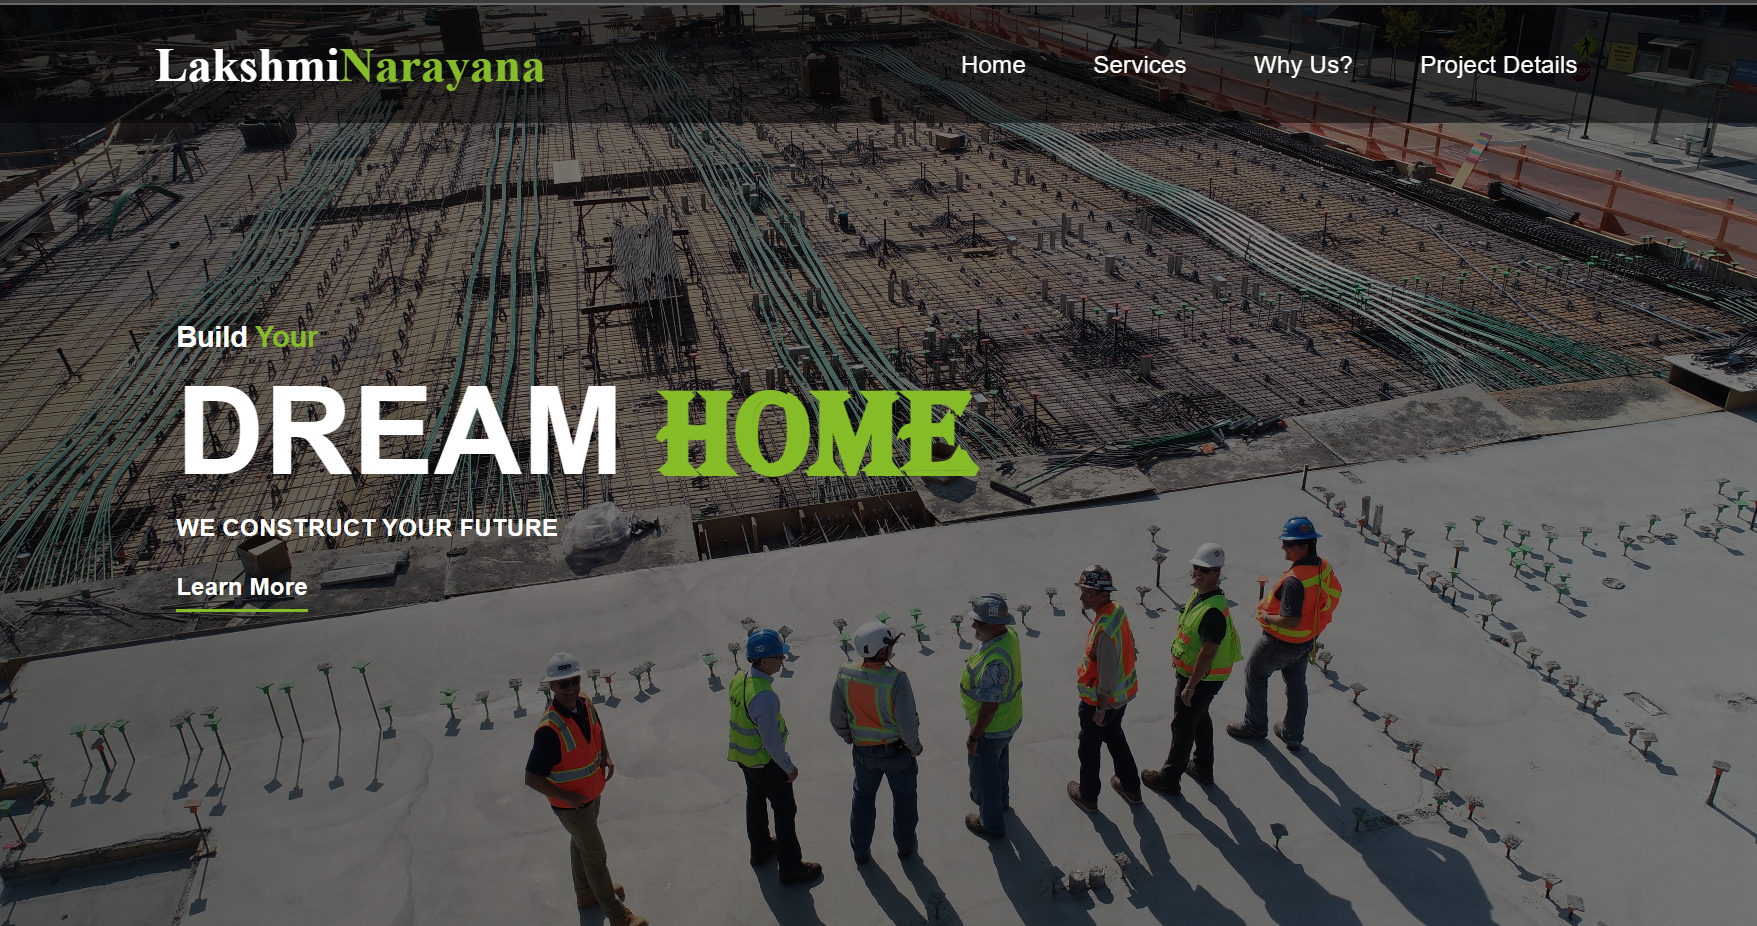 LakshmiNarayana
Home Services Why Us? Project Details
Build Your
DREAM HOME
WE CONSTRUCT YOUR FUTURE
Learn More